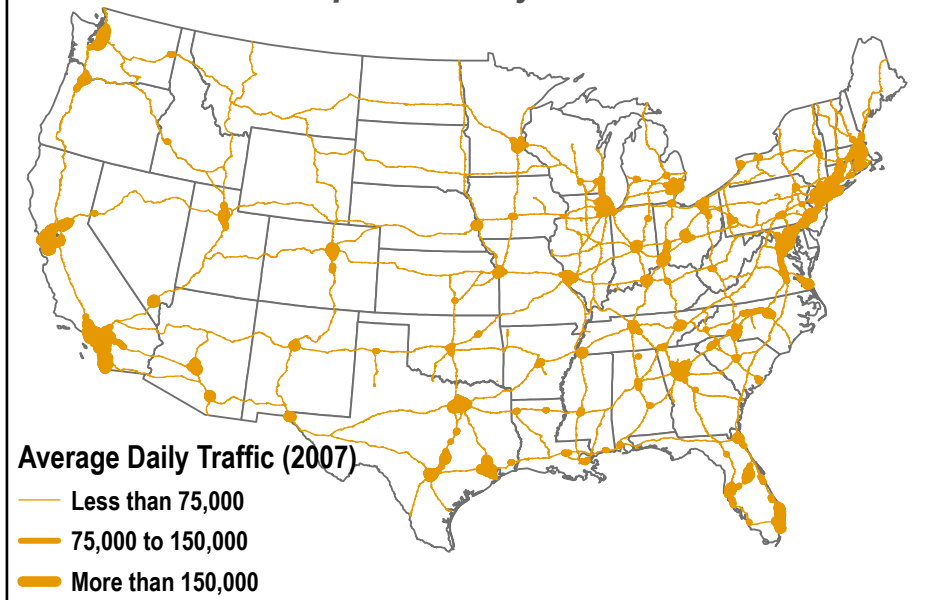 Average Daily Traffic (2007)
Less than 75,000
75,000 to 150,000
More than 150,000